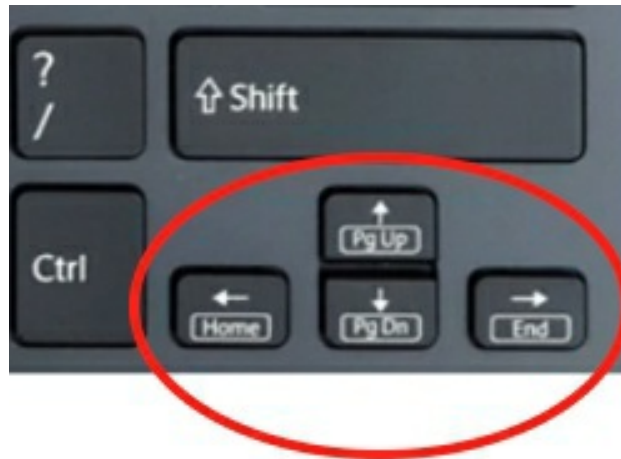 ?
/
⇧ Shift
Ctrl
↑
Pg Up
←
Home
↓
Pg Dn
→
End